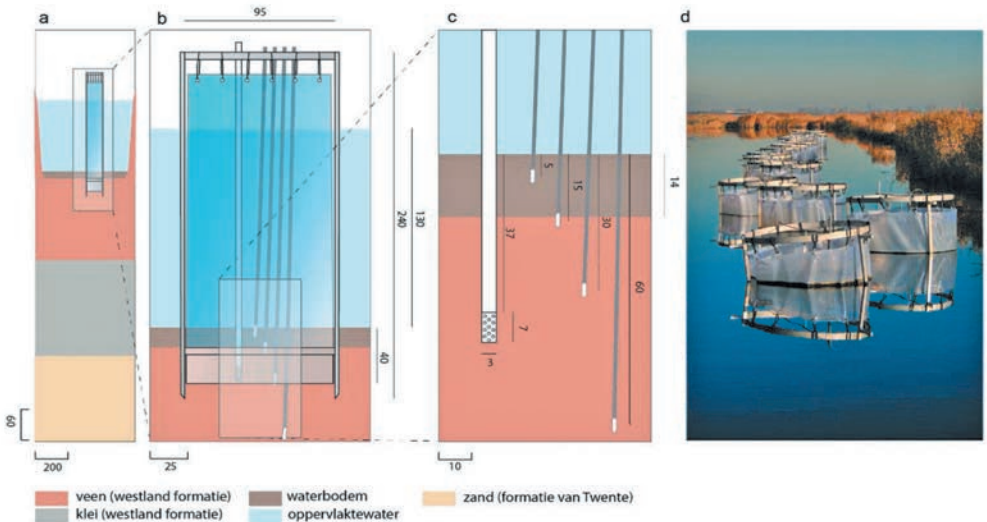 a
b
c
d
95
240
130
40
60
200
25
5
15
30
37
60
7
3
14
10
veen (westland formatie)
klei (westland formatie)
waterbodem
oppervlaktewater
zand (formatie van Twente)